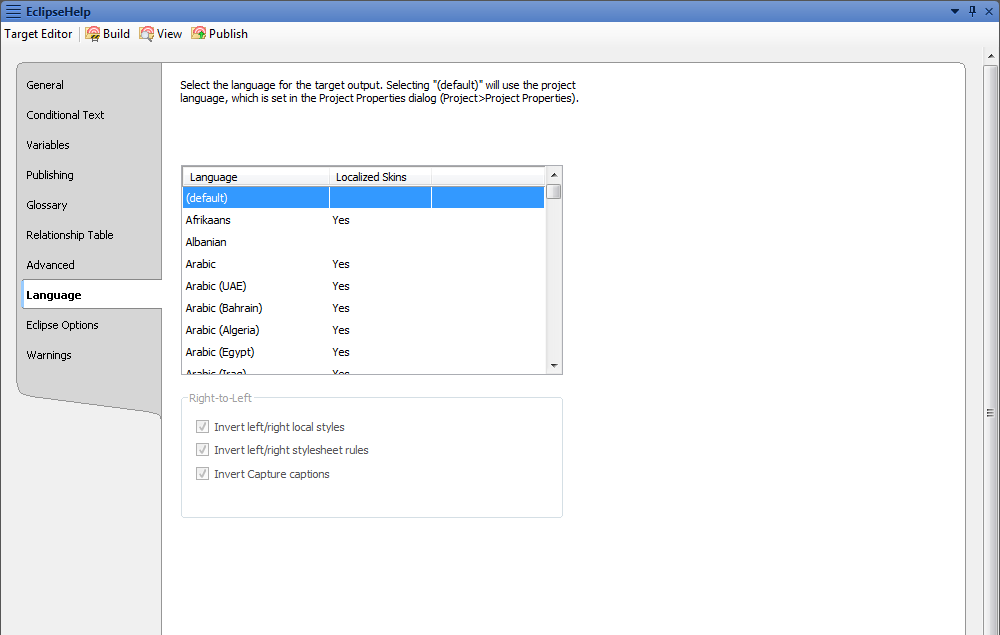 EclipseHelp
Target Editor Build View Publish
General
Conditional Text
Variables
Publishing
Glossary
Relationship Table
Advanced
Language
Eclipse Options
Warnings
Select the language for the target output. Selecting "(default)" will use the project
language, which is set in the Project Properties dialog (Project>Project Properties).
Language Localized Skins
(default)
Afrikaans Yes
Albanian
Arabic Yes
Arabic (UAE) Yes
Arabic (Bahrain) Yes
Arabic (Algeria) Yes
Arabic (Egypt) Yes
Arabic (Iraq) Yes
Right-to-Left
Invert left/right local styles
Invert left/right stylesheet rules
Invert Capture captions